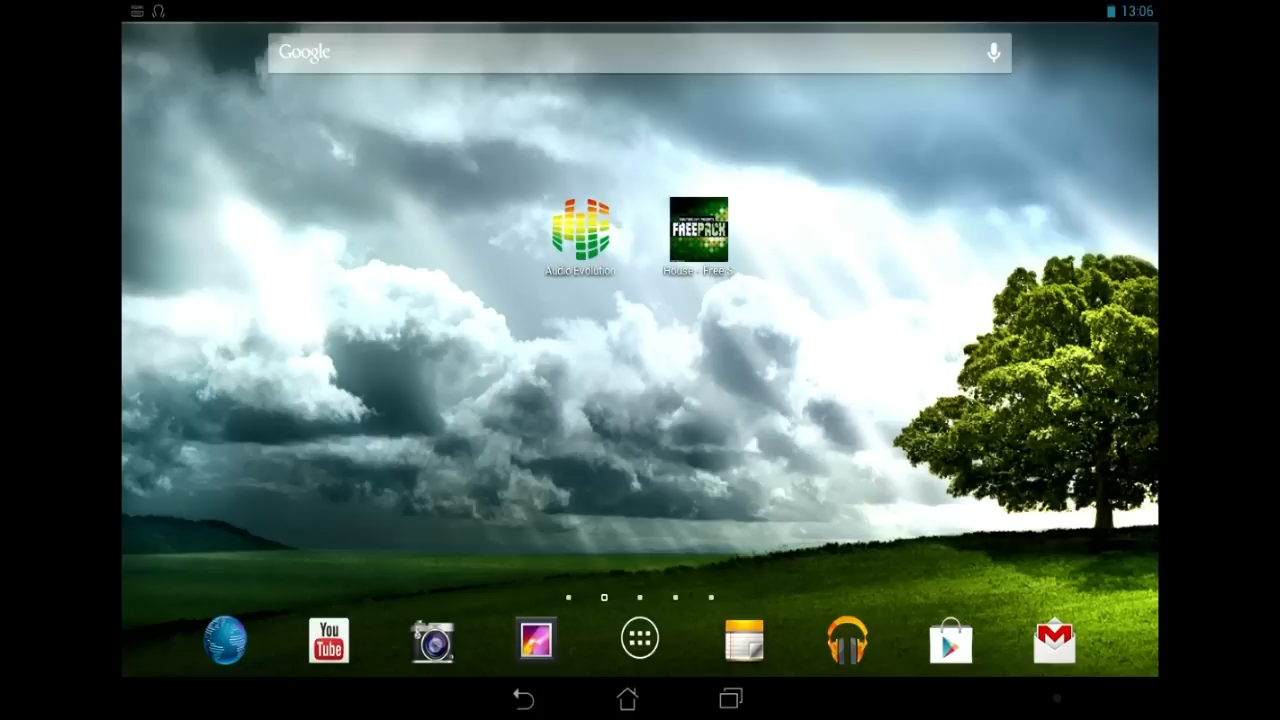 13:06
Google
FREEPACK
Audio Evolution
House - Free S
You
Tube